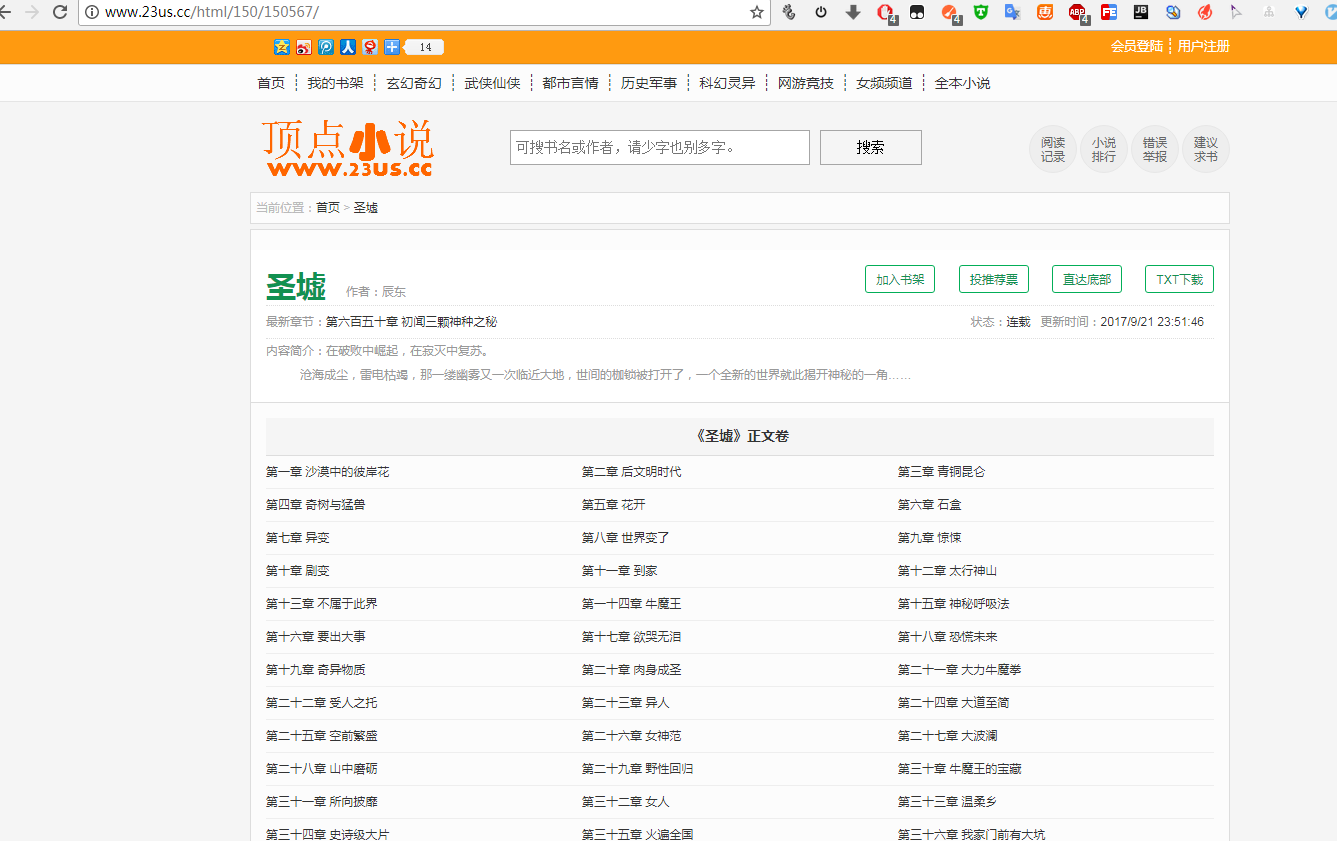 www.23us.cc/html/150/150567/
14
会员登陆 ┊ 用户注册
首页 ┊ 我的书架 ┊ 玄幻奇幻 ┊ 武侠仙侠 ┊ 都市言情 ┊ 历史军事 ┊ 科幻灵异 ┊ 网游竞技 ┊ 女频频道 ┊ 全本小说
顶点小说
www.23us.cc
可搜书名或作者，请少字也别多字。
搜索
阅读
记录
小说
排行
错误
举报
建议
求书
当前位置：首页 > 圣墟
圣墟 作者：辰东
加入书架 投推荐票 直达底部 TXT下载
最新章节：第六百五十章 初闻三颗神种之秘 状态：连载 更新时间：2017/9/21 23:51:46
内容简介：在破败中崛起，在寂灭中复苏。
沧海成尘，雷电枯竭，那一缕幽雾又一次临近大地，世间的枷锁被打开了，一个全新的世界就此揭开神秘的一角……
《圣墟》正文卷
第一章 沙漠中的彼岸花 第二章 后文明时代 第三章 青铜昆仑
第四章 奇树与猛兽 第五章 花开 第六章 石盒
第七章 异变 第八章 世界变了 第九章 惊悚
第十章 剧变 第十一章 到家 第十二章 太行神山
第十三章 不属于此界 第一十四章 牛魔王 第十五章 神秘呼吸法
第十六章 要出大事 第十七章 欲哭无泪 第十八章 恐慌未来
第十九章 奇异物质 第二十章 肉身成圣 第二十一章 大力牛魔拳
第二十二章 受人之托 第二十三章 异人 第二十四章 大道至简
第二十五章 空前繁盛 第二十六章 女神范 第二十七章 大波澜
第二十八章 山中磨砺 第二十九章 野性回归 第三十章 牛魔王的宝藏
第三十一章 所向披靡 第三十二章 女人 第三十三章 温柔乡
第三十四章 史诗级大片 第三十五章 火遍全国 第三十六章 我家门前有大坑